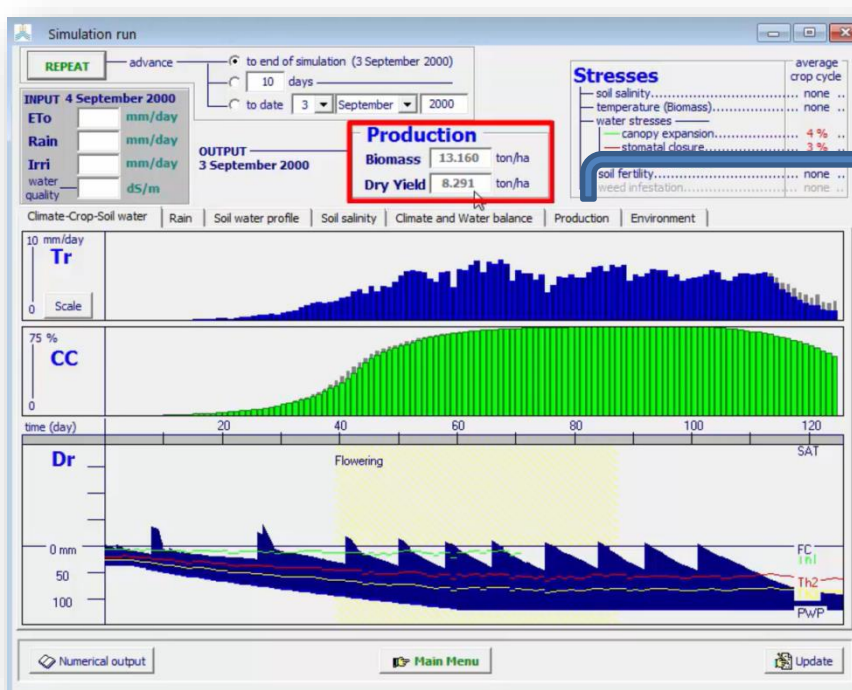 Simulation run
REPEAT
advance
to end of simulation (3 September 2000)
10 days
to date 3 September 2000
INPUT 4 September 2000
ETo mm/day
Rain mm/day
Irri mm/day
water quality dS/m
OUTPUT
3 September 2000
Production
Biomass 13.160 ton/ha
Dry Yield 8.291 ton/ha
Stresses
average
crop cycle
soil salinity............................ none ..
temperature (Biomass)................ none ..
water stresses
canopy expansion.................. 4 % ..
stomatal closure.................... 3 % ..
soil fertility............................ none ..
weed infestation..................... none ..
Climate-Crop-Soil water Rain Soil water profile Soil salinity Climate and Water balance Production Environment
10 mm/day
Tr
0
Scale
75 %
CC
0
time (day) 20 40 60 80 100 120
Dr
Flowering
SAT
0 mm
FC
50
Th2
100
PWP
Numerical output
Main Menu
Update